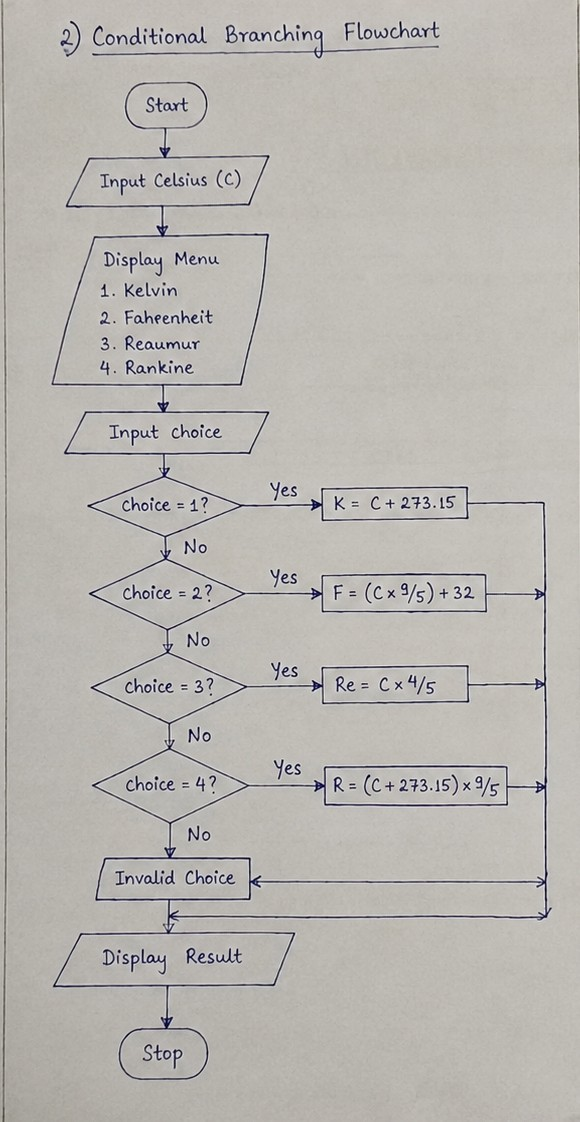 2) Conditional Branching Flowchart
Start
Input Celsius (C)
Display Menu
1. Kelvin
2. Fahrenheit
3. Reaumur
4. Rankine
Input choice
choice = 1?
Yes
K = C + 273.15
No
choice = 2?
Yes
F = (C × 9/5) + 32
No
choice = 3?
Yes
Re = C × 4/5
No
choice = 4?
Yes
R = (C + 273.15) × 9/5
No
Invalid Choice
Display Result
Stop